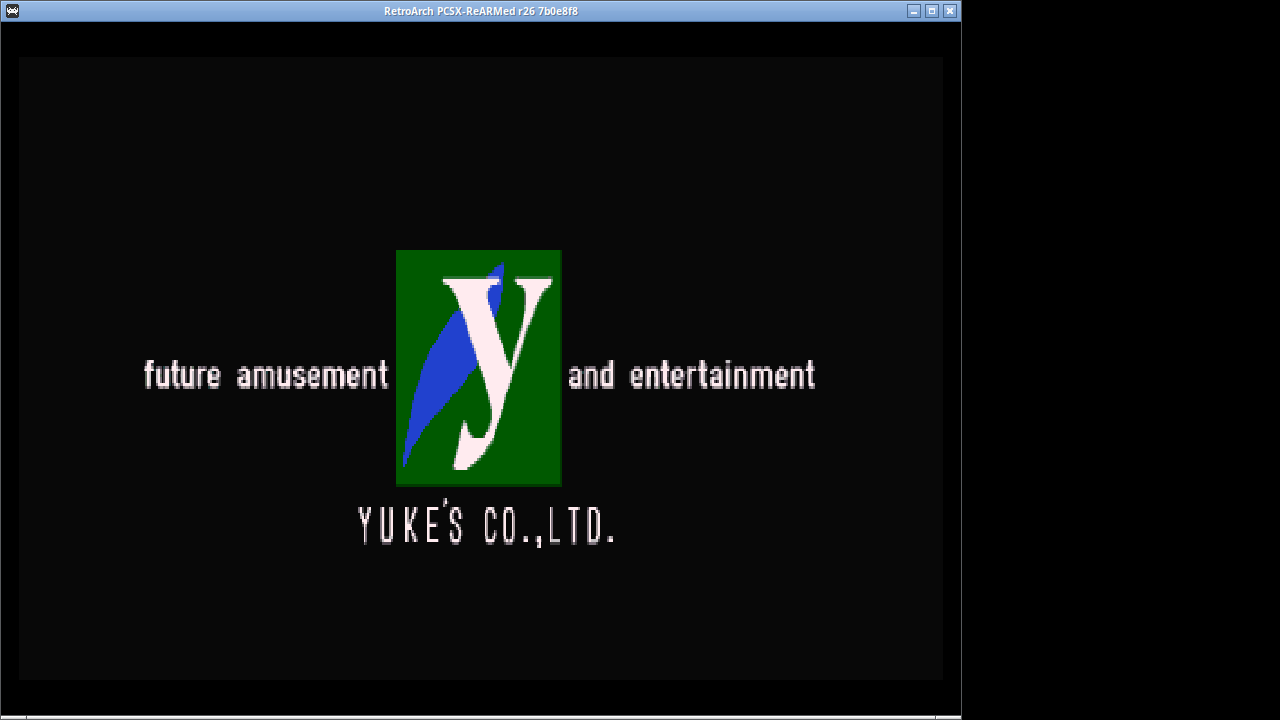 RetroArch PCSX-ReARMed r26 7b0e8f8
future amusement y and entertainment
YUKE'S CO.,LTD.